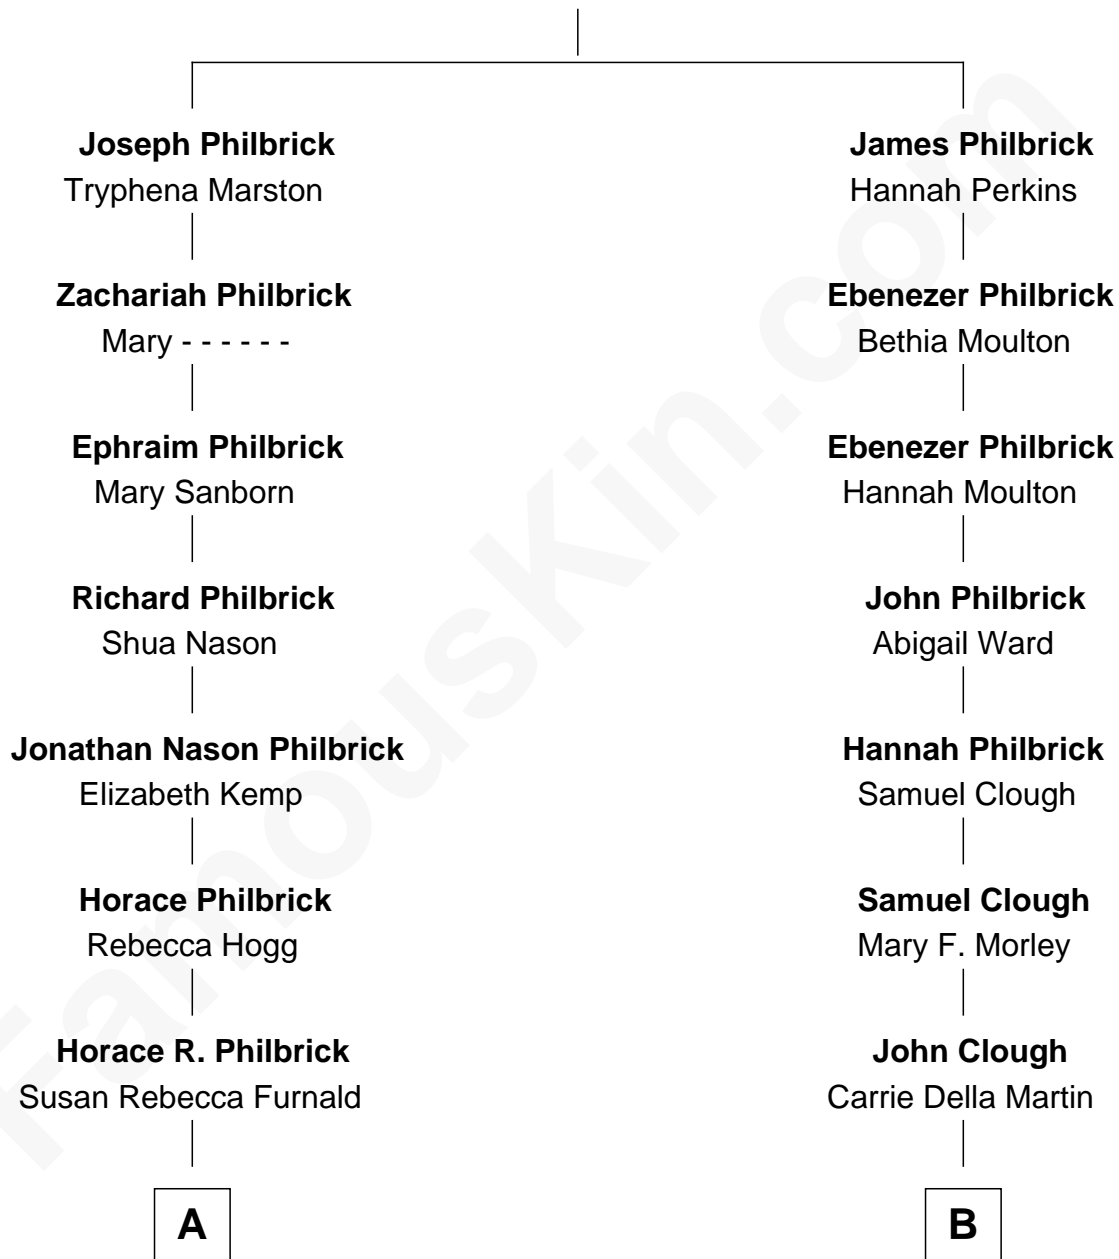 Joseph Philbrick
Tryphena Marston
Zachariah Philbrick
Mary - - - - - -
Ephraim Philbrick
Mary Sanborn
Richard Philbrick
Shua Nason
Jonathan Nason Philbrick
Elizabeth Kemp
Horace Philbrick
Rebecca Hogg
Horace R. Philbrick
Susan Rebecca Furnald
A
James Philbrick
Hannah Perkins
Ebenezer Philbrick
Bethia Moulton
Ebenezer Philbrick
Hannah Moulton
John Philbrick
Abigail Ward
Hannah Philbrick
Samuel Clough
Samuel Clough
Mary F. Morley
John Clough
Carrie Della Martin
B
FamousKin.com